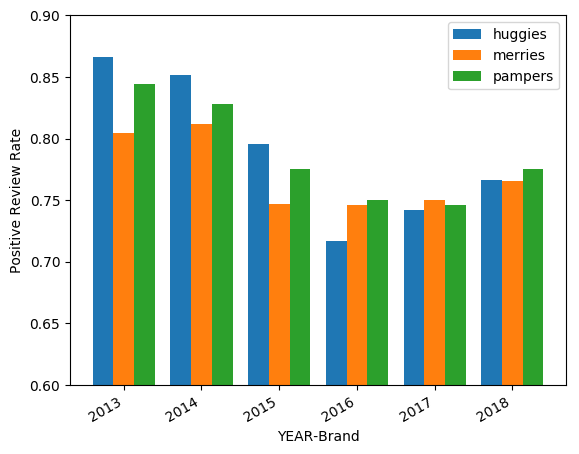 0.90
0.85
0.80
0.75
0.70
0.65
0.60
Positive Review Rate
huggies
merries
pampers
2013
2014
2015
2016
2017
2018
YEAR-Brand